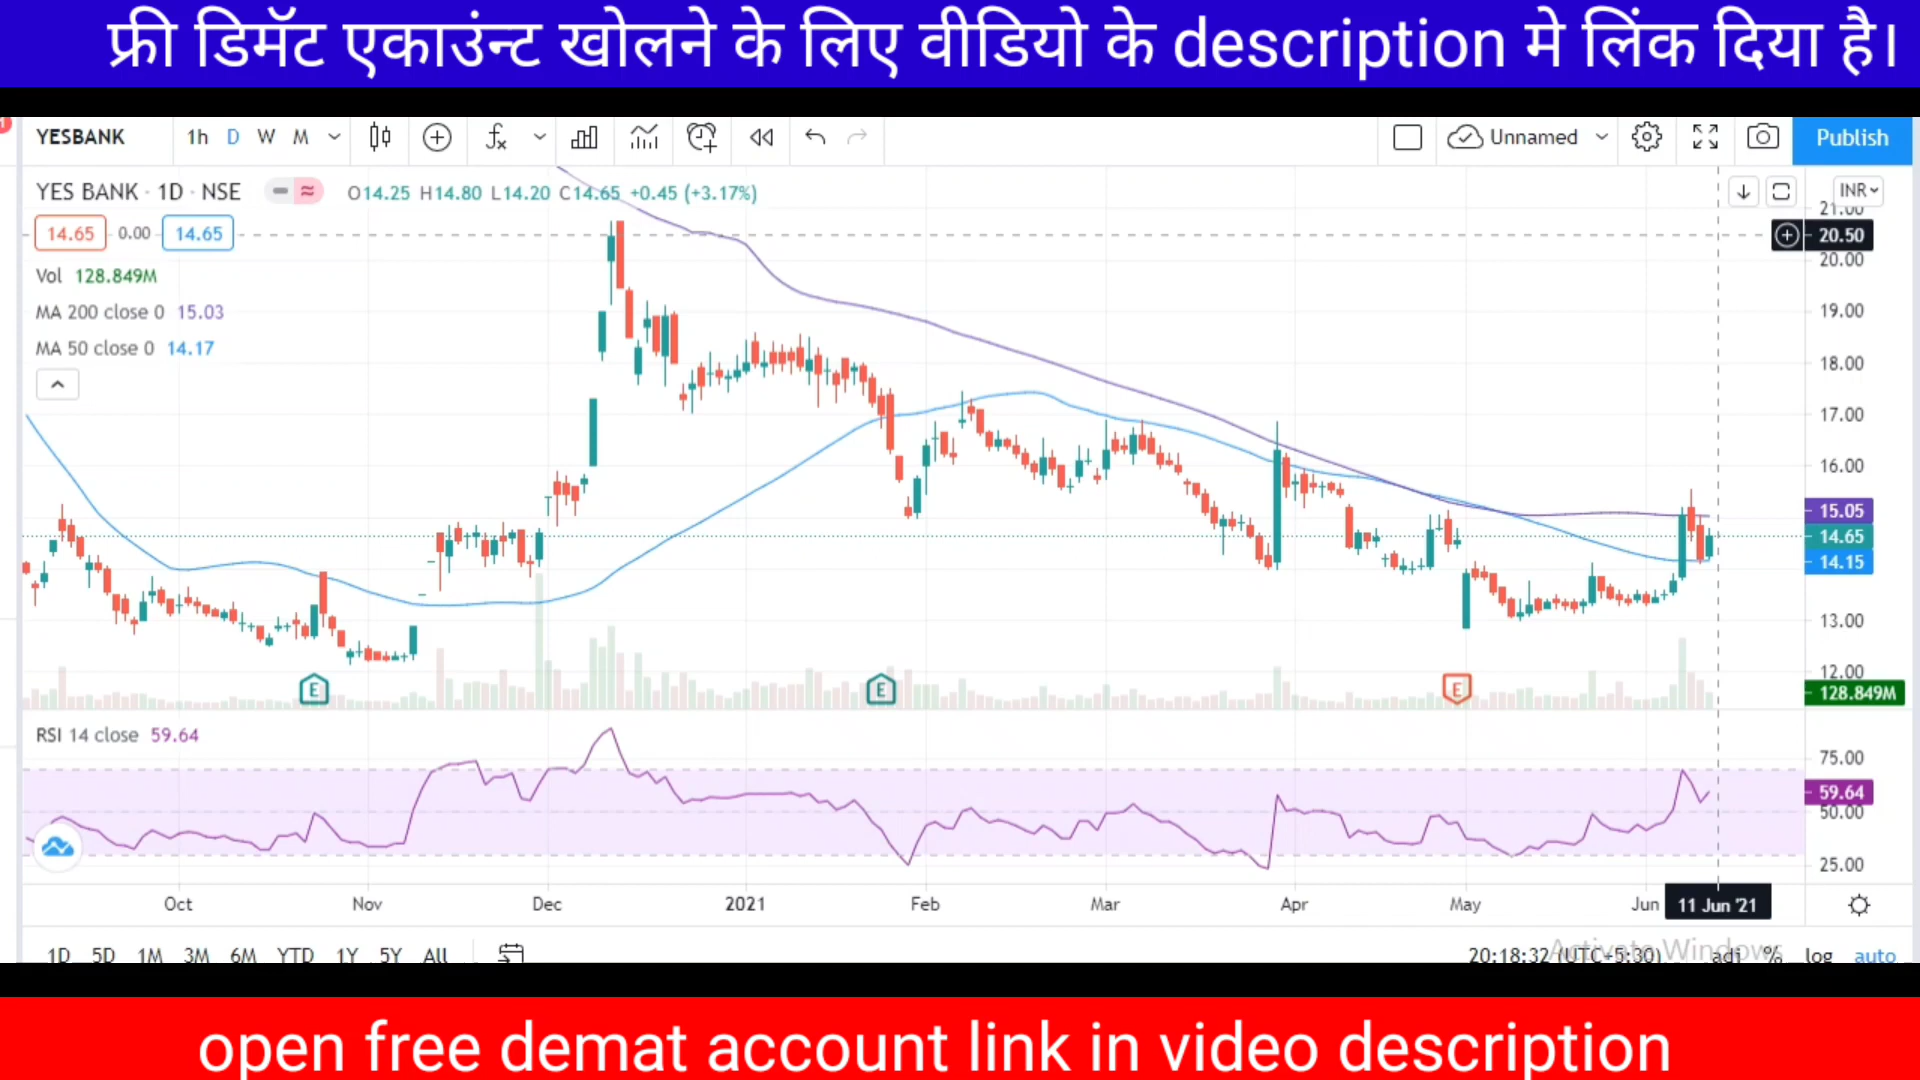 फ्री डिमॅट एकाउंन्ट खोलने के लिए वीडियो के description मे लिंक दिया है।
YESBANK 1h D W M Unnamed Publish
YES BANK · 1D · NSE O14.25 H14.80 L14.20 C14.65 +0.45 (+3.17%) INR
14.65 0.00 14.65
Vol 128.849M
MA 200 close 0 15.03
MA 50 close 0 14.17
21.00
20.50
20.00
19.00
18.00
17.00
16.00
15.05
14.65
14.15
13.00
12.00
128.849M
E E E
RSI 14 close 59.64
75.00
59.64
50.00
25.00
Oct Nov Dec 2021 Feb Mar Apr May Jun 11 Jun '21
1D 5D 1M 3M 6M YTD 1Y 5Y All 20:18:32 (UTC+5:30) adj % log auto
Activate Windows
open free demat account link in video description